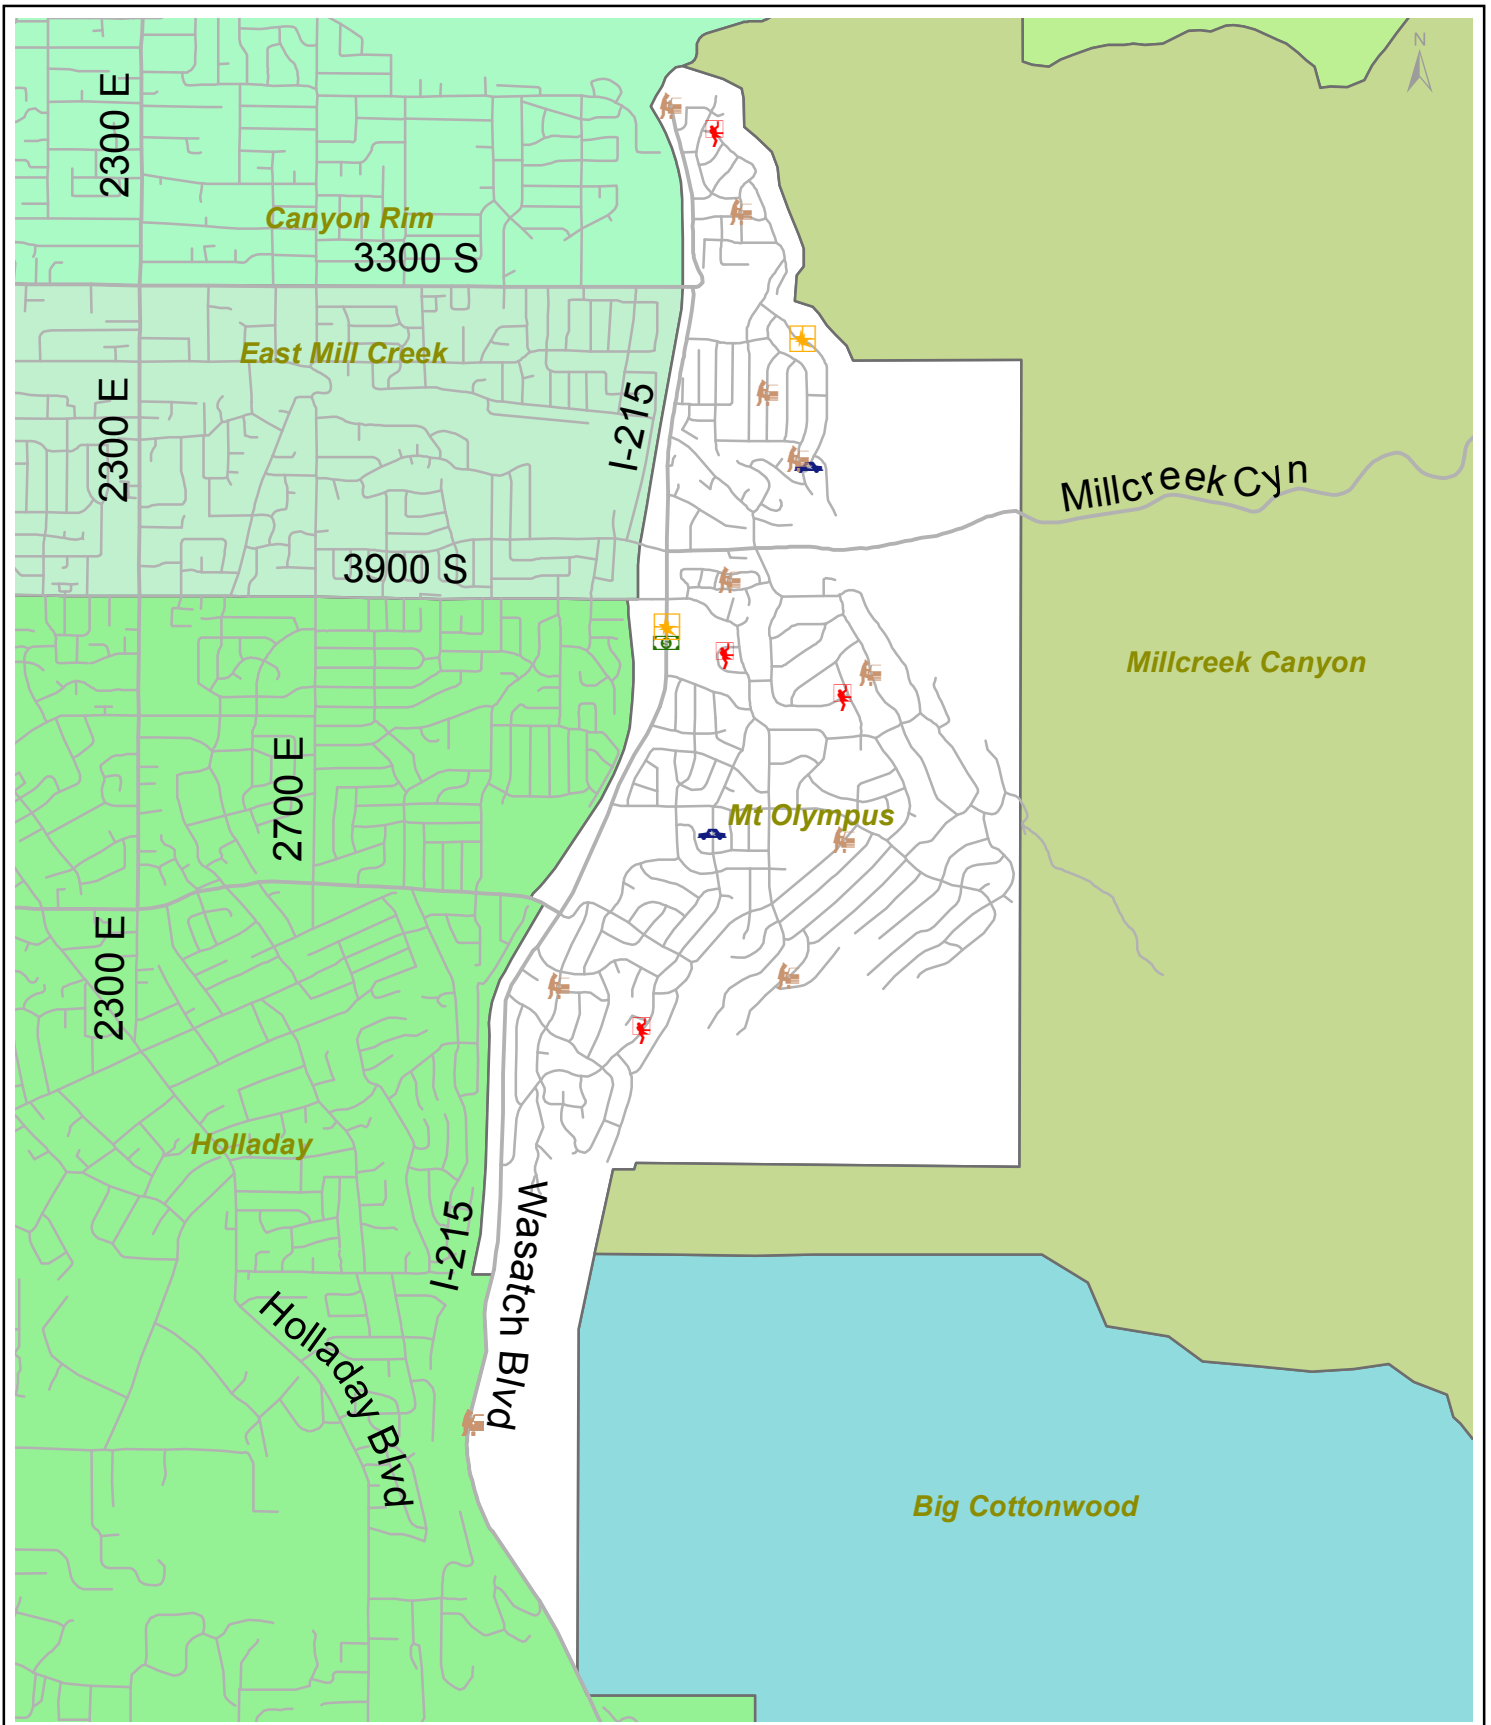 N
2300 E
Canyon Rim
3300 S
East Mill Creek
I-215
2300 E
Millcreek Cyn
3900 S
Millcreek Canyon
2700 E
Mt Olympus
2300 E
Holladay
I-215
Wasatch Blvd
Holladay Blvd
Big Cottonwood